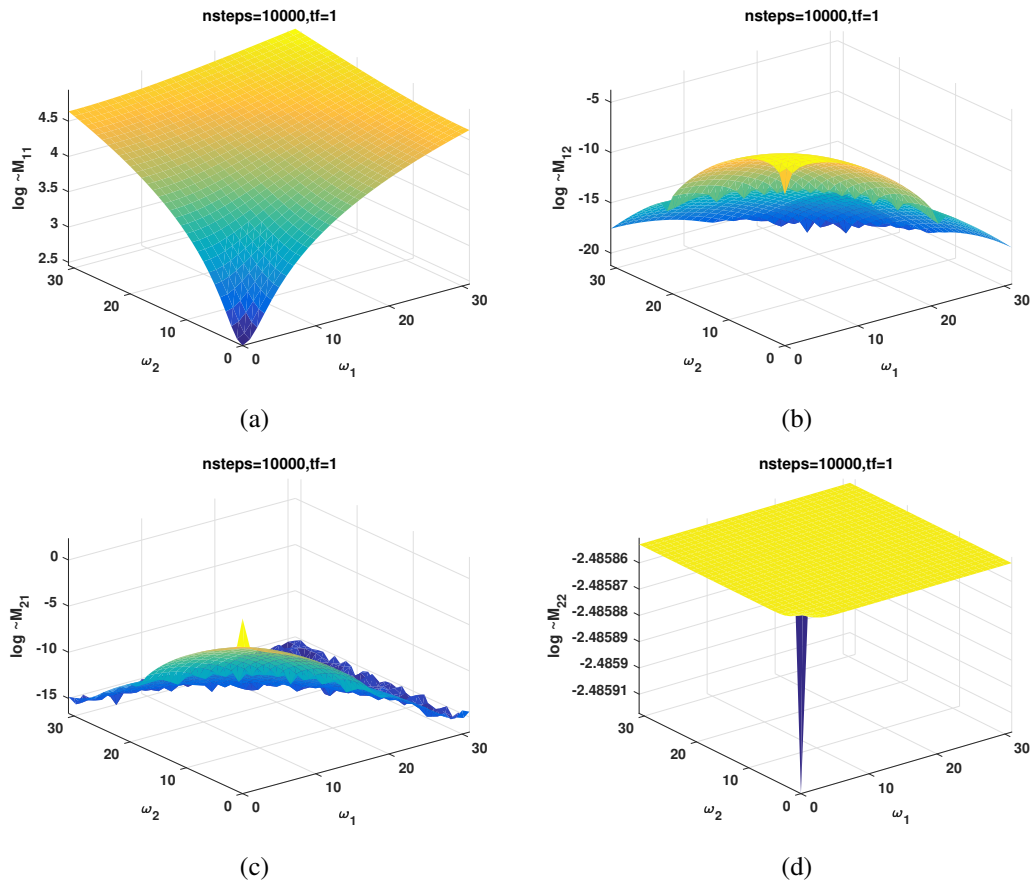 nsteps=10000,tf=1
log ~M11
4.5
4
3.5
3
2.5
30
20
10
0
0
10
20
30
ω2
ω1
(a)
nsteps=10000,tf=1
log ~M12
-5
-10
-15
-20
30
20
10
0
0
10
20
30
ω2
ω1
(b)
nsteps=10000,tf=1
log ~M21
0
-5
-10
-15
30
20
10
0
0
10
20
30
ω2
ω1
(c)
nsteps=10000,tf=1
log ~M22
-2.48586
-2.48587
-2.48588
-2.48589
-2.4859
-2.48591
30
20
10
0
0
10
20
30
ω2
ω1
(d)